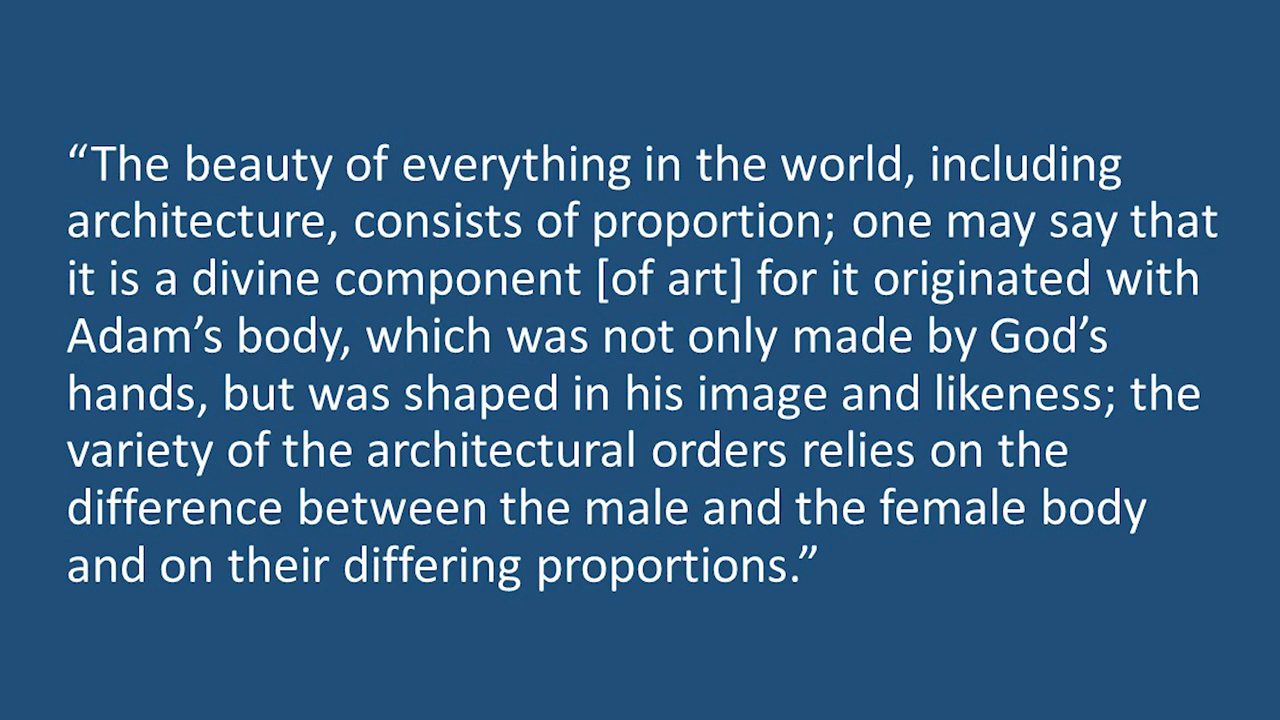 “The beauty of everything in the world, including
architecture, consists of proportion; one may say that
it is a divine component [of art] for it originated with
Adam’s body, which was not only made by God’s
hands, but was shaped in his image and likeness; the
variety of the architectural orders relies on the
difference between the male and the female body
and on their differing proportions.”